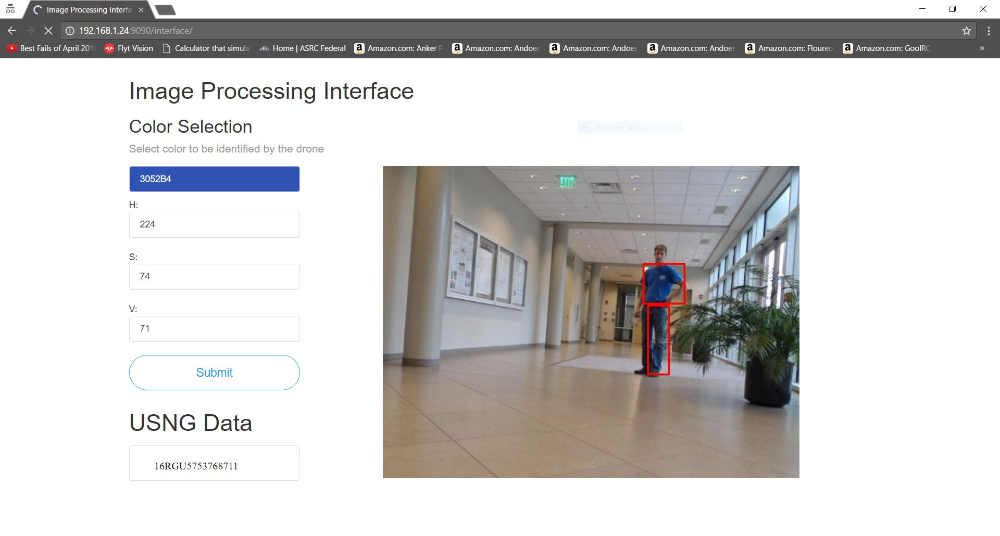 Image Processing Interfa
192.168.1.24:9090/interface/
Best Fails of April 201
Flyt Vision
Calculator that simula
Home | ASRC Federal
Amazon.com: Anker P
Amazon.com: Andoer
Amazon.com: Andoer
Amazon.com: Andoer
Amazon.com: Floureo
Amazon.com: GoolRC
»
Image Processing Interface
Color Selection
Window Snip
Select color to be identified by the drone
3052B4
EXIT
H:
224
S:
74
V:
71
Submit
USNG Data
16RGU5753768711